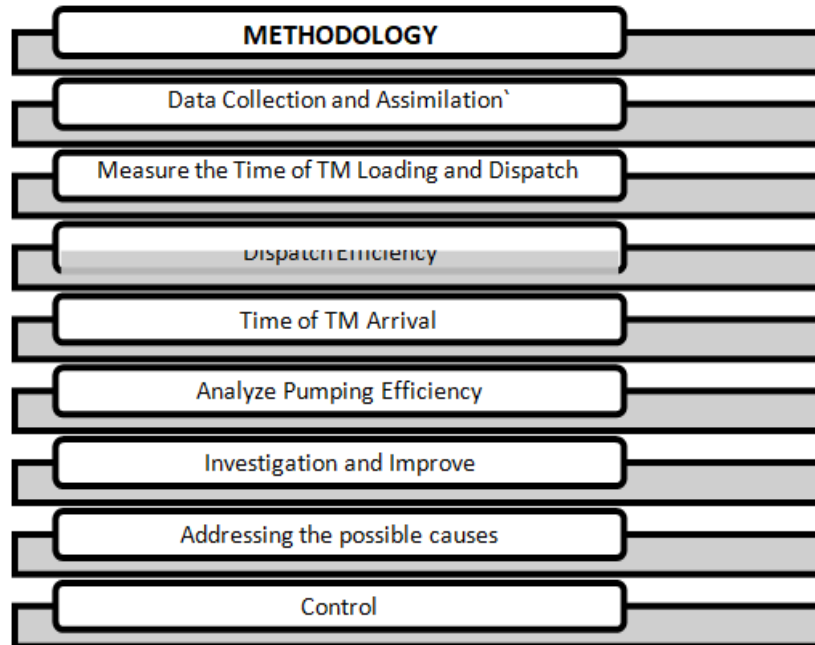 METHODOLOGY
Data Collection and Assimilation`
Measure the Time of TM Loading and Dispatch
Dispatch Efficiency
Time of TM Arrival
Analyze Pumping Efficiency
Investigation and Improve
Addressing the possible causes
Control